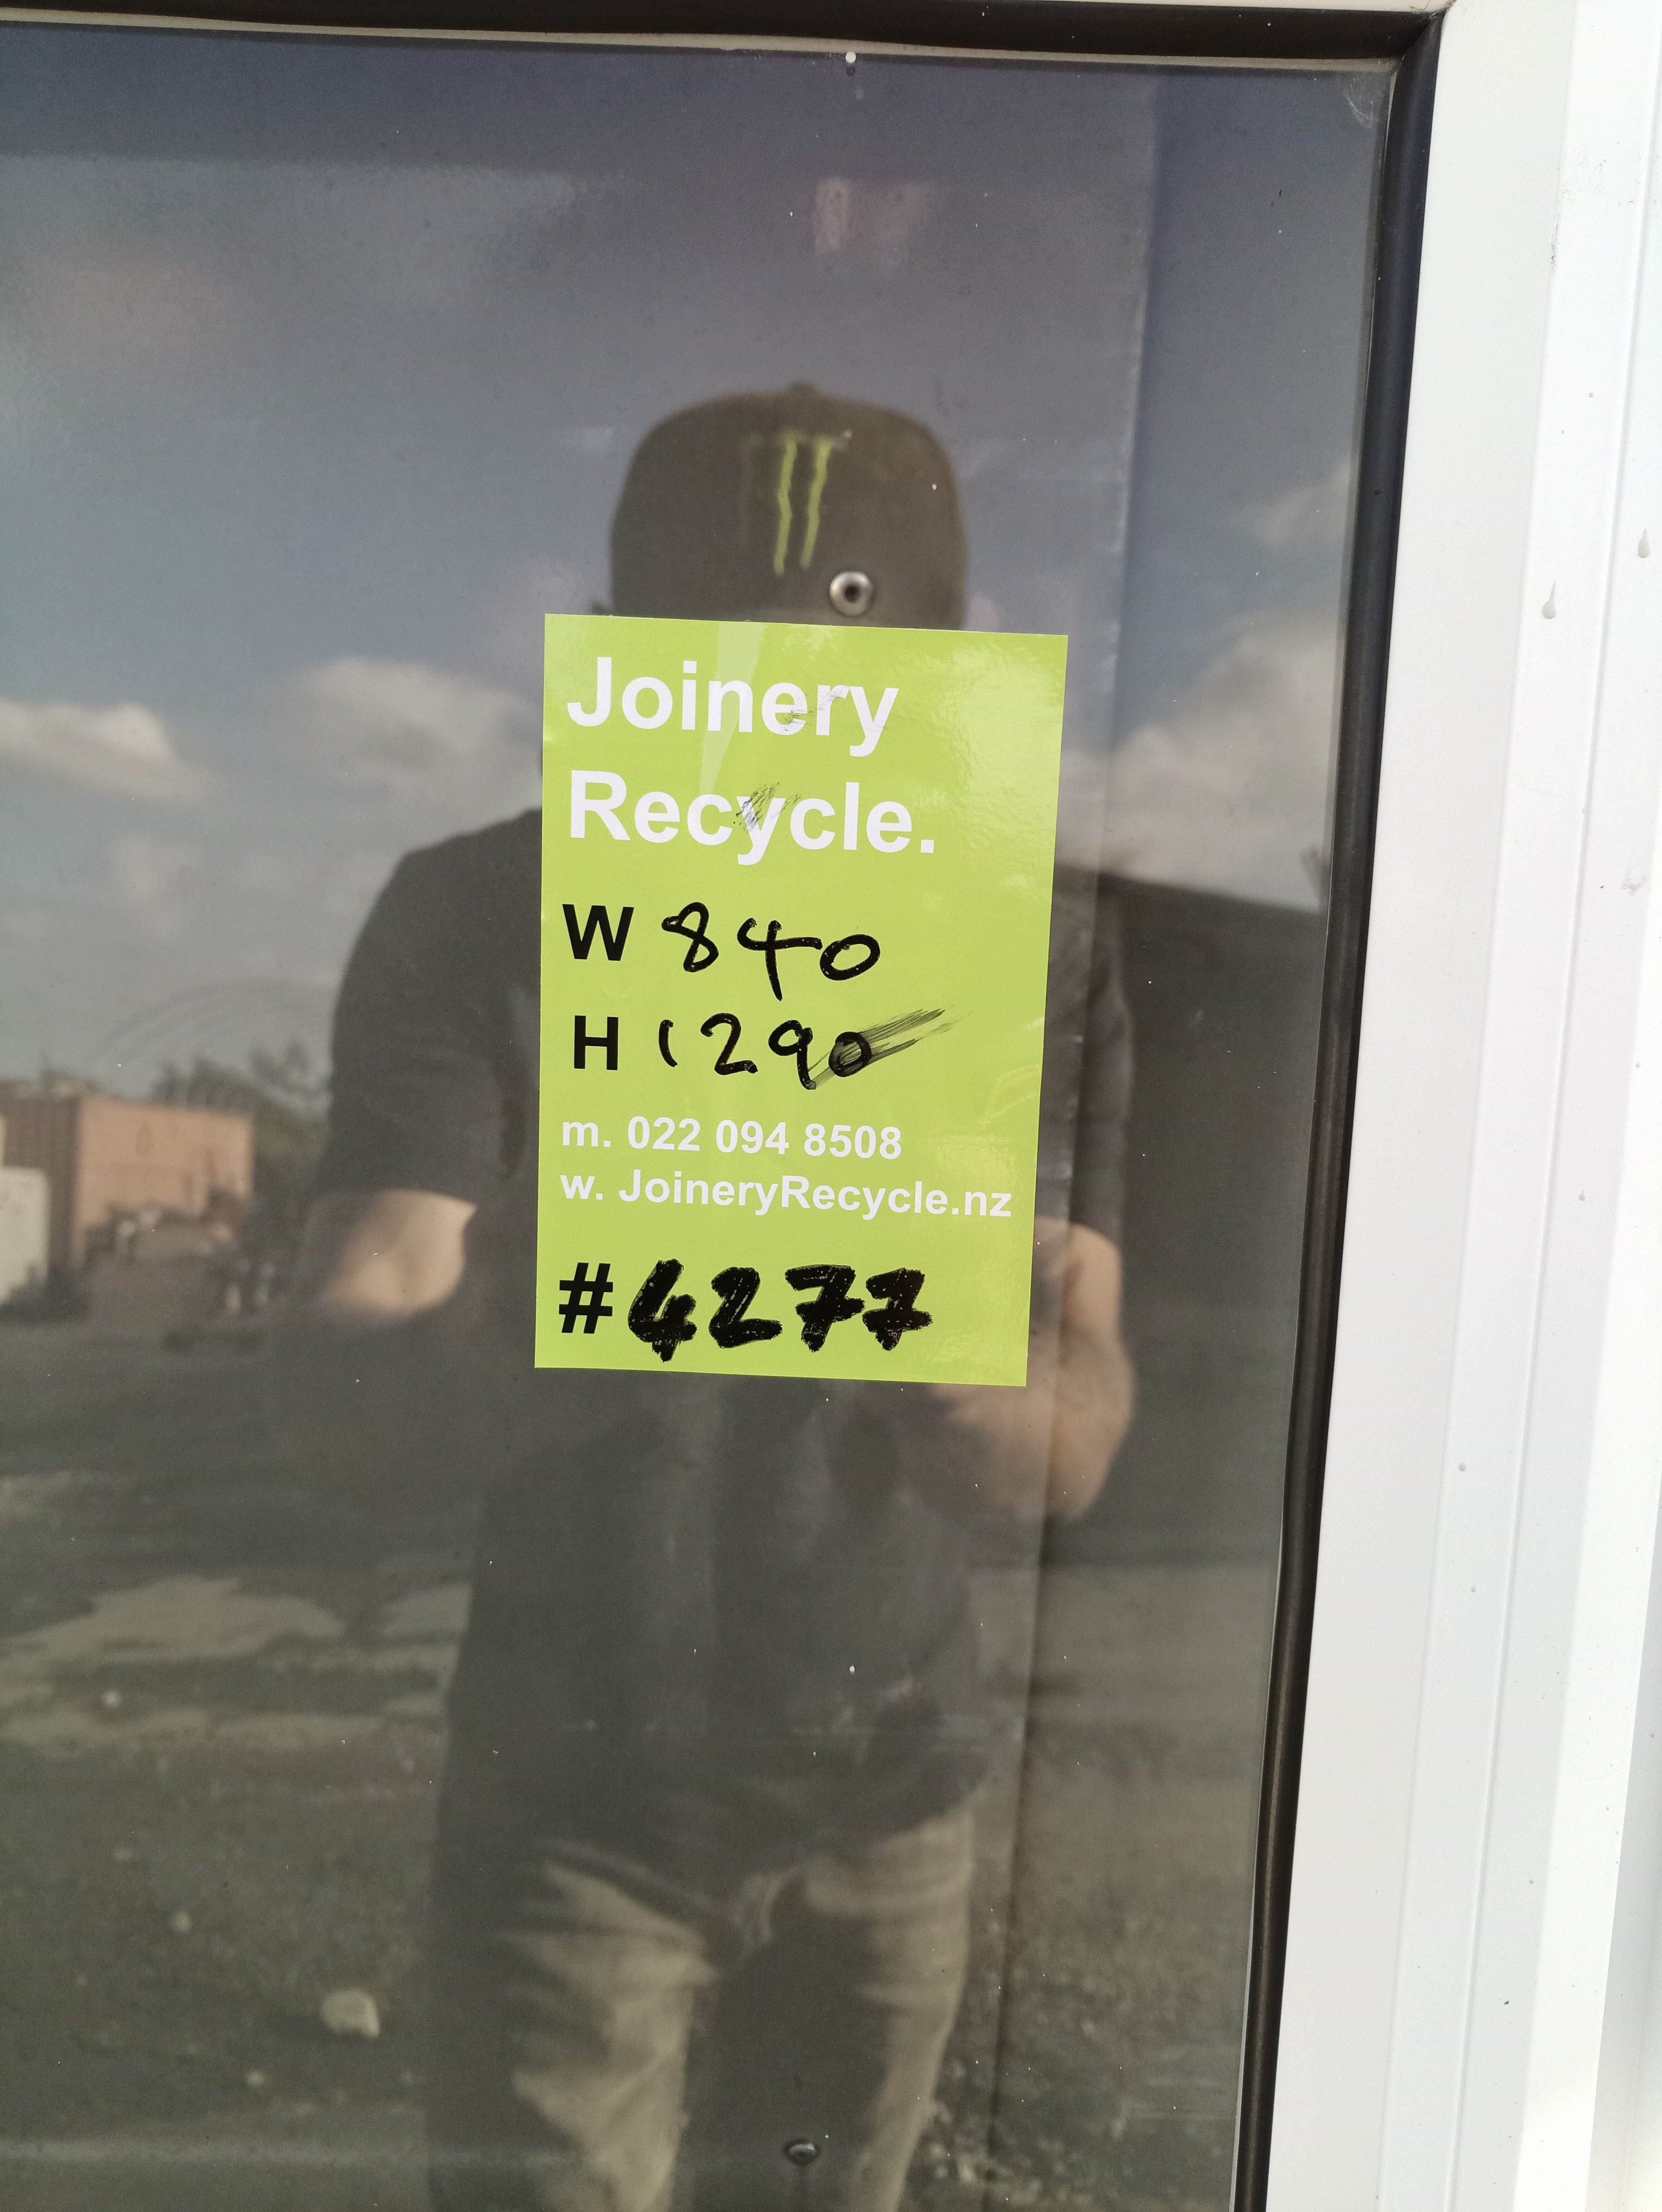 Joinery
Recycle.
W 840
H 1290
m. 022 094 8508
w. JoineryRecycle.nz
#4277